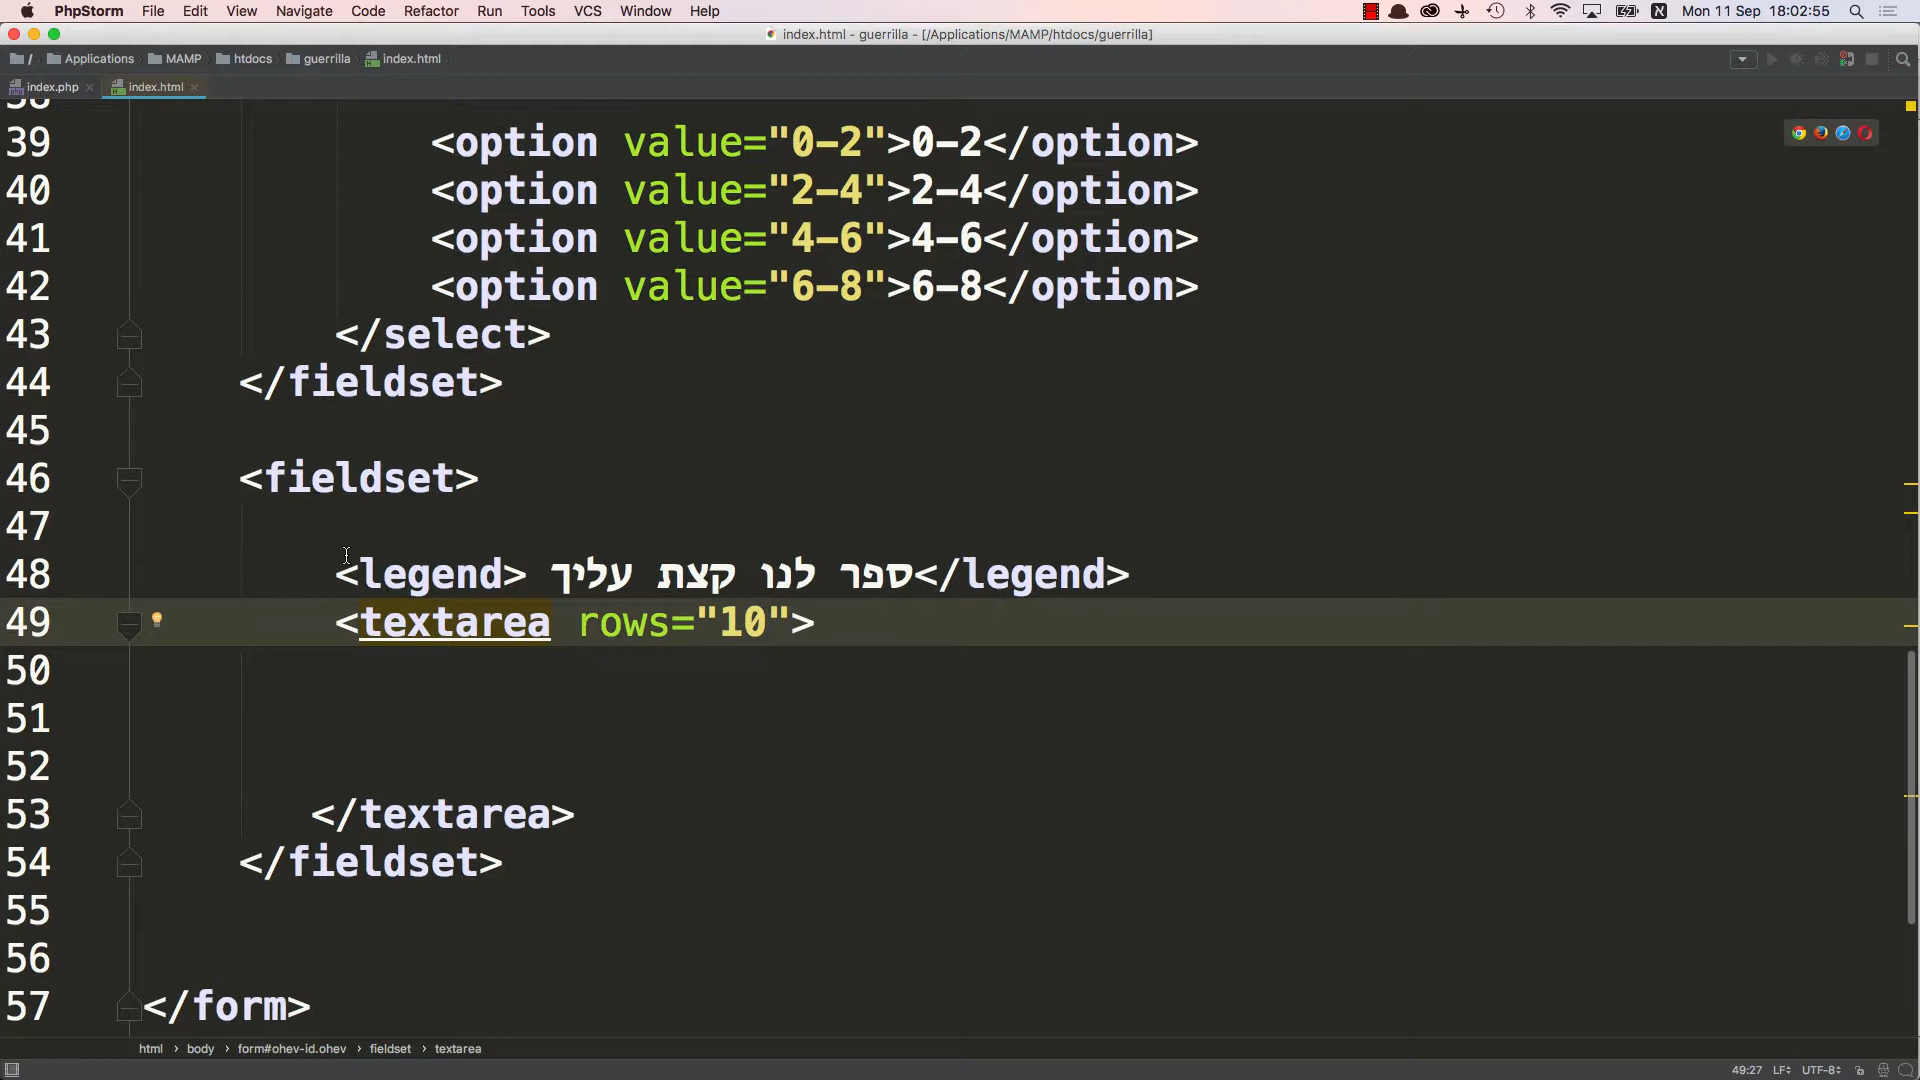 PhpStorm File Edit View Navigate Code Refactor Run Tools VCS Window Help Mon 11 Sep 18:02:55
index.html - guerrilla - [/Applications/MAMP/htdocs/guerrilla]
/ Applications MAMP htdocs guerrilla index.html
index.php index.html
38
39 <option value="0-2">0-2</option>
40 <option value="2-4">2-4</option>
41 <option value="4-6">4-6</option>
42 <option value="6-8">6-8</option>
43 </select>
44 </fieldset>
45
46 <fieldset>
47
48 <legend> ספר לנו קצת עליך</legend>
49 <textarea rows="10">
50
51
52
53 </textarea>
54 </fieldset>
55
56
57 </form>
html body form#ohev-id.ohev fieldset textarea
49:27 LF UTF-8